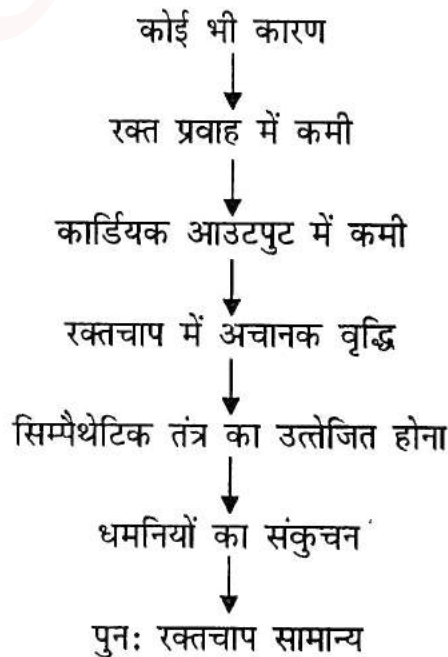 कोई भी कारण
रक्त प्रवाह में कमी
कार्डियक आउटपुट में कमी
रक्तचाप में अचानक वृद्धि
सिम्पैथेटिक तंत्र का उत्तेजित होना
धमनियों का संकुचन
पुन: रक्तचाप सामान्य